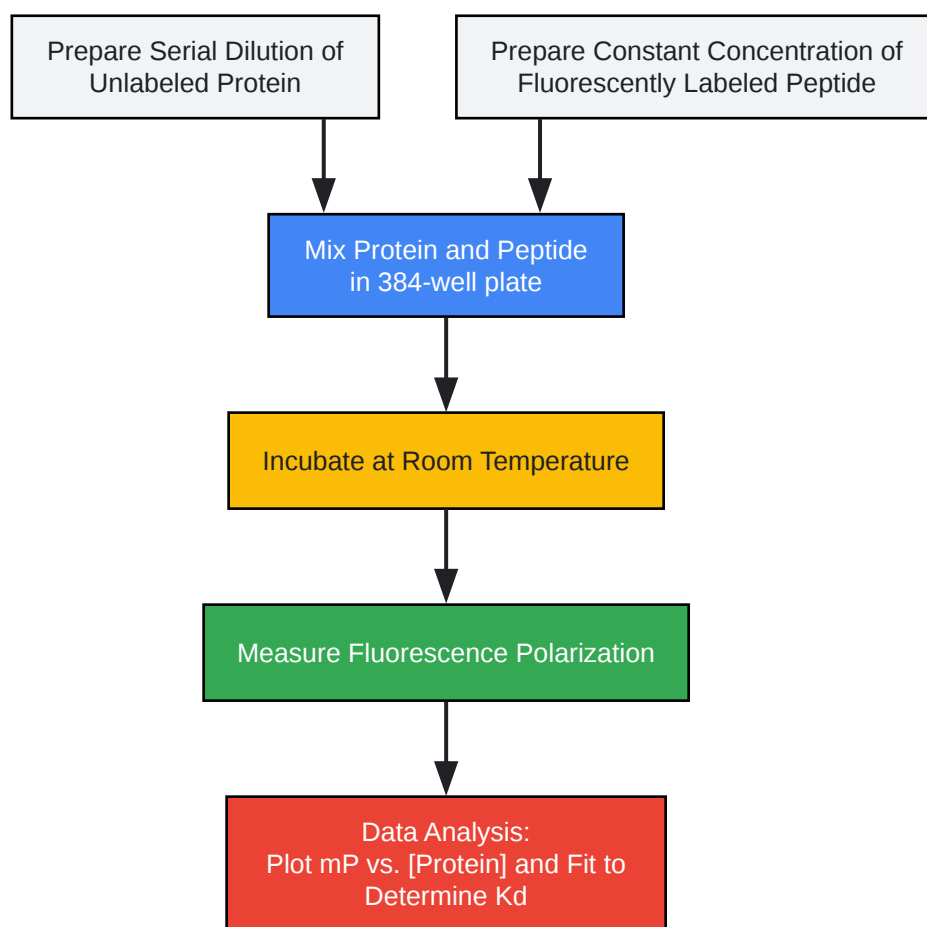 Prepare Serial Dilution of
Unlabeled Protein
Prepare Constant Concentration of
Fluorescently Labeled Peptide
Mix Protein and Peptide
in 384-well plate
Incubate at Room Temperature
Measure Fluorescence Polarization
Data Analysis:
Plot mP vs. [Protein] and Fit to
Determine Kd